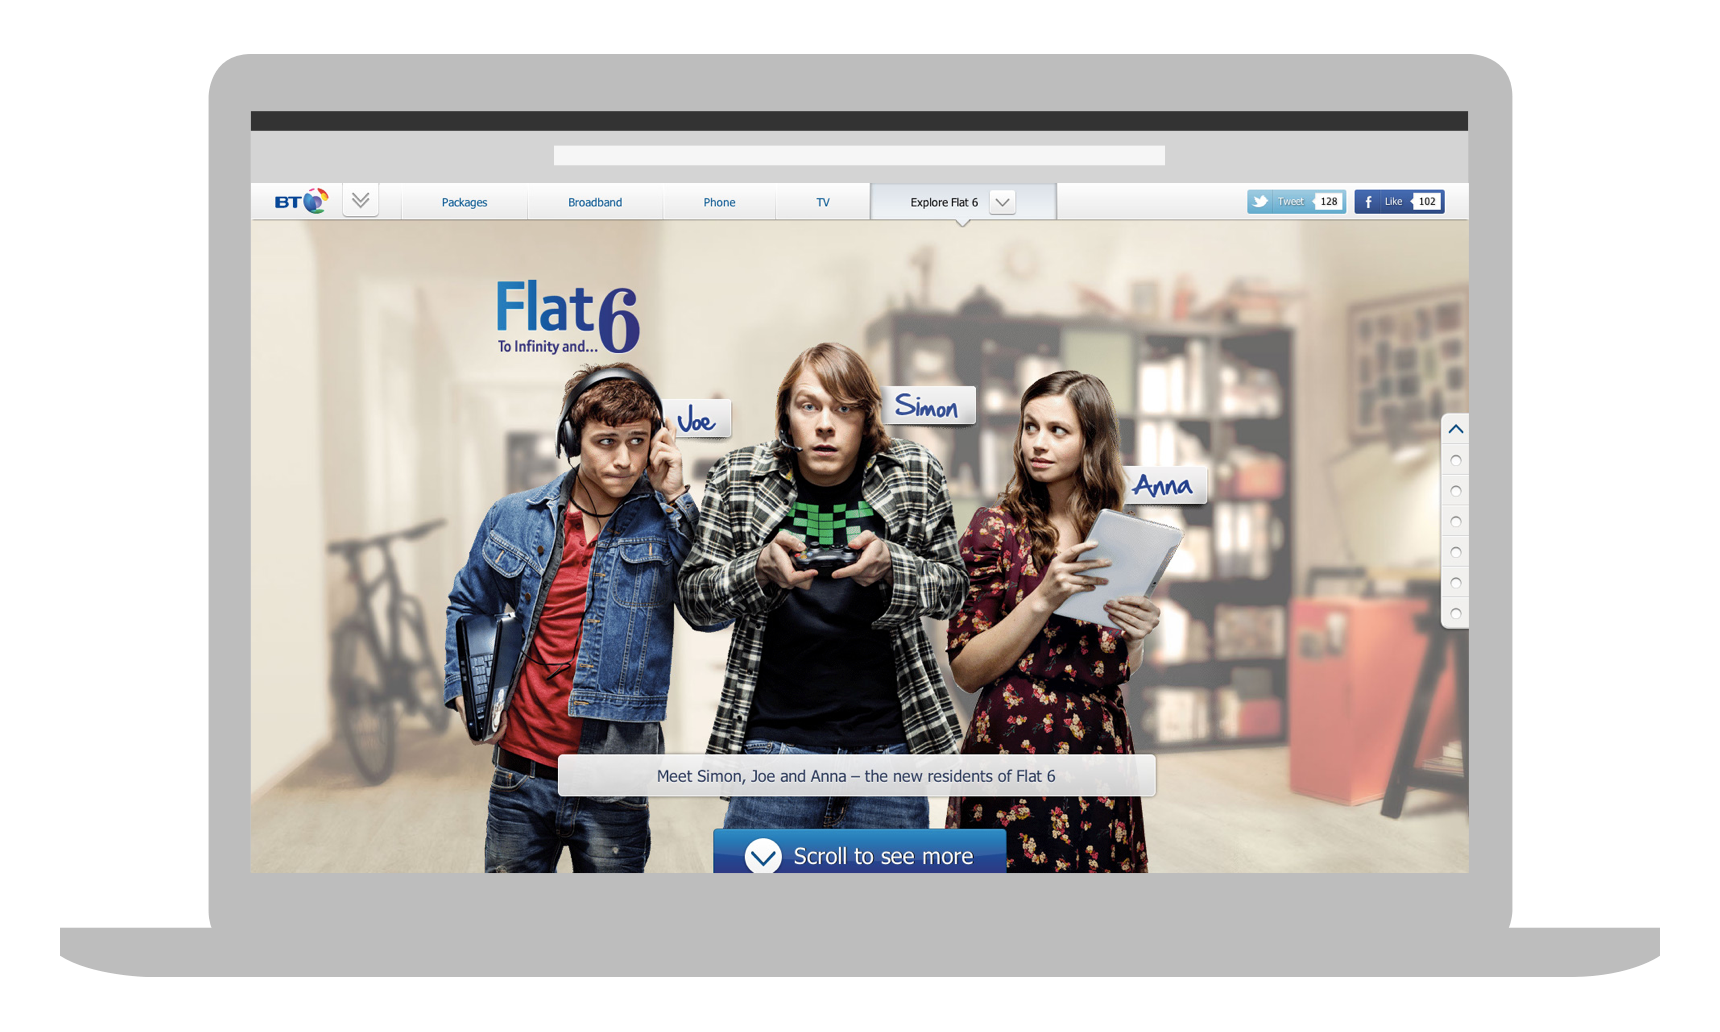 BT
Packages
Broadband
Phone
TV
Explore Flat 6
Tweet
128
Like
102
Flat 6
To Infinity and...
Joe
Simon
Anna
Meet Simon, Joe and Anna – the new residents of Flat 6
Scroll to see more